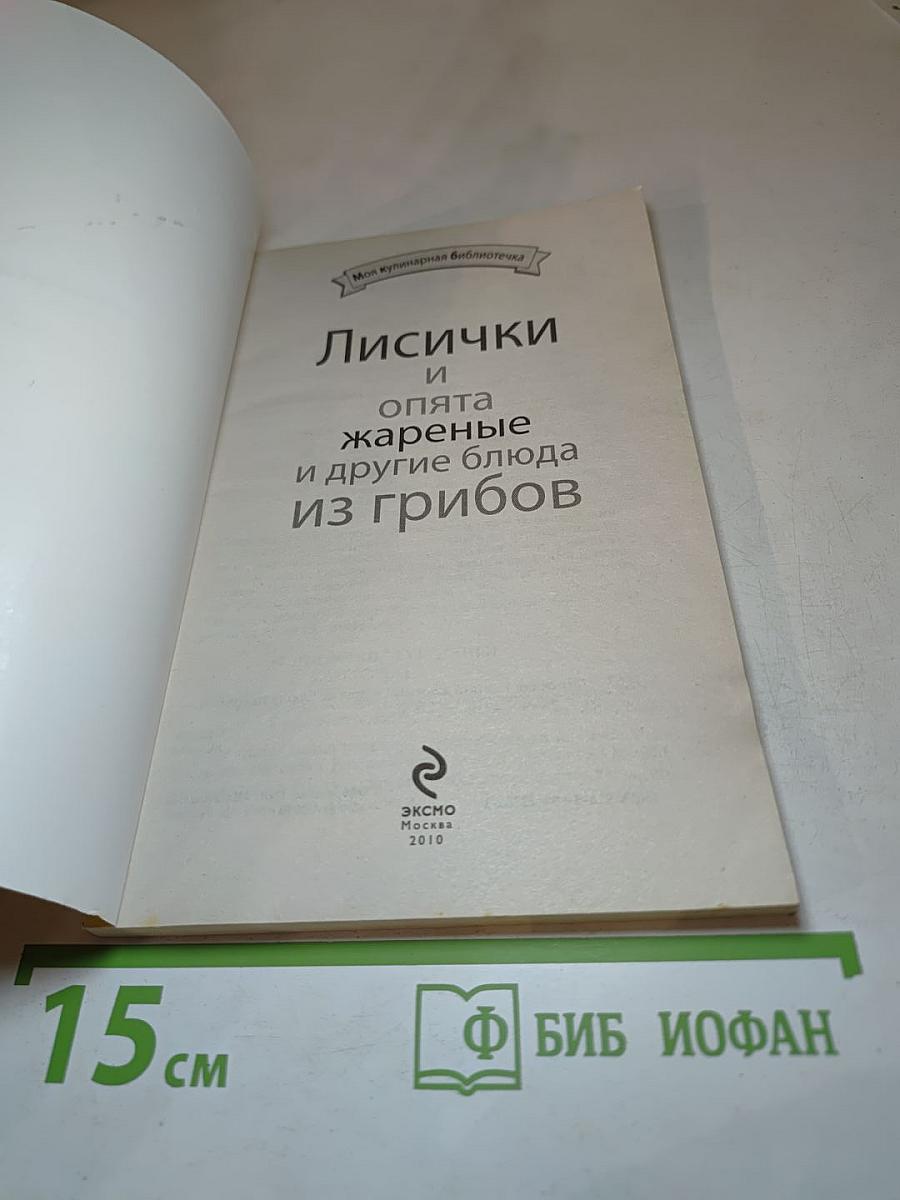 Моя кулинарная библиотечка
Лисички
и
опята
жареные
и другие блюда
из грибов
ЭКСМО
Москва
2010
15 см
Ф БИБ ИОФАН